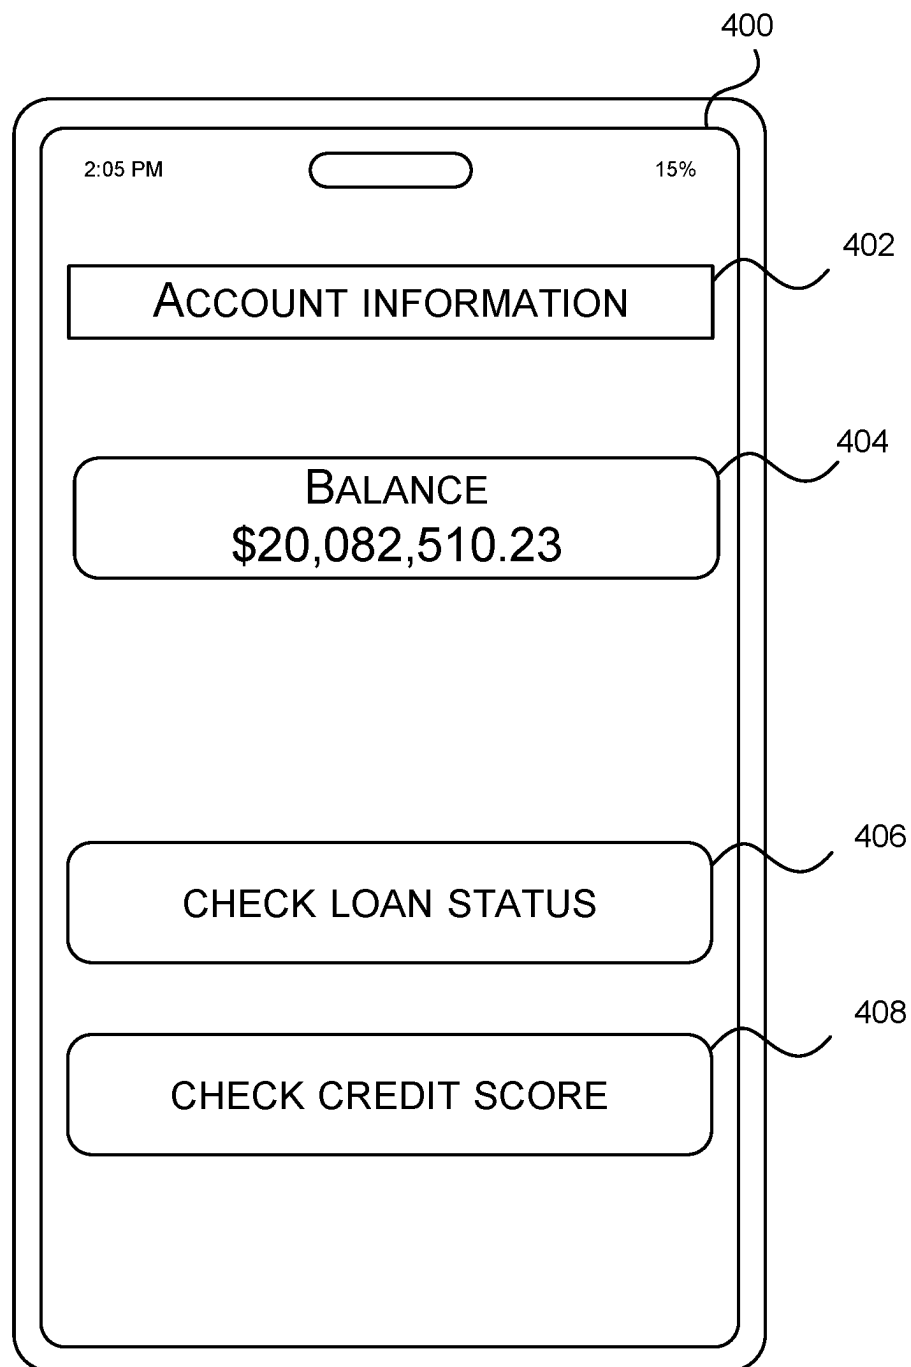 400
2:05 PM 15%
402
ACCOUNT INFORMATION
404
BALANCE
$20,082,510.23
406
CHECK LOAN STATUS
408
CHECK CREDIT SCORE